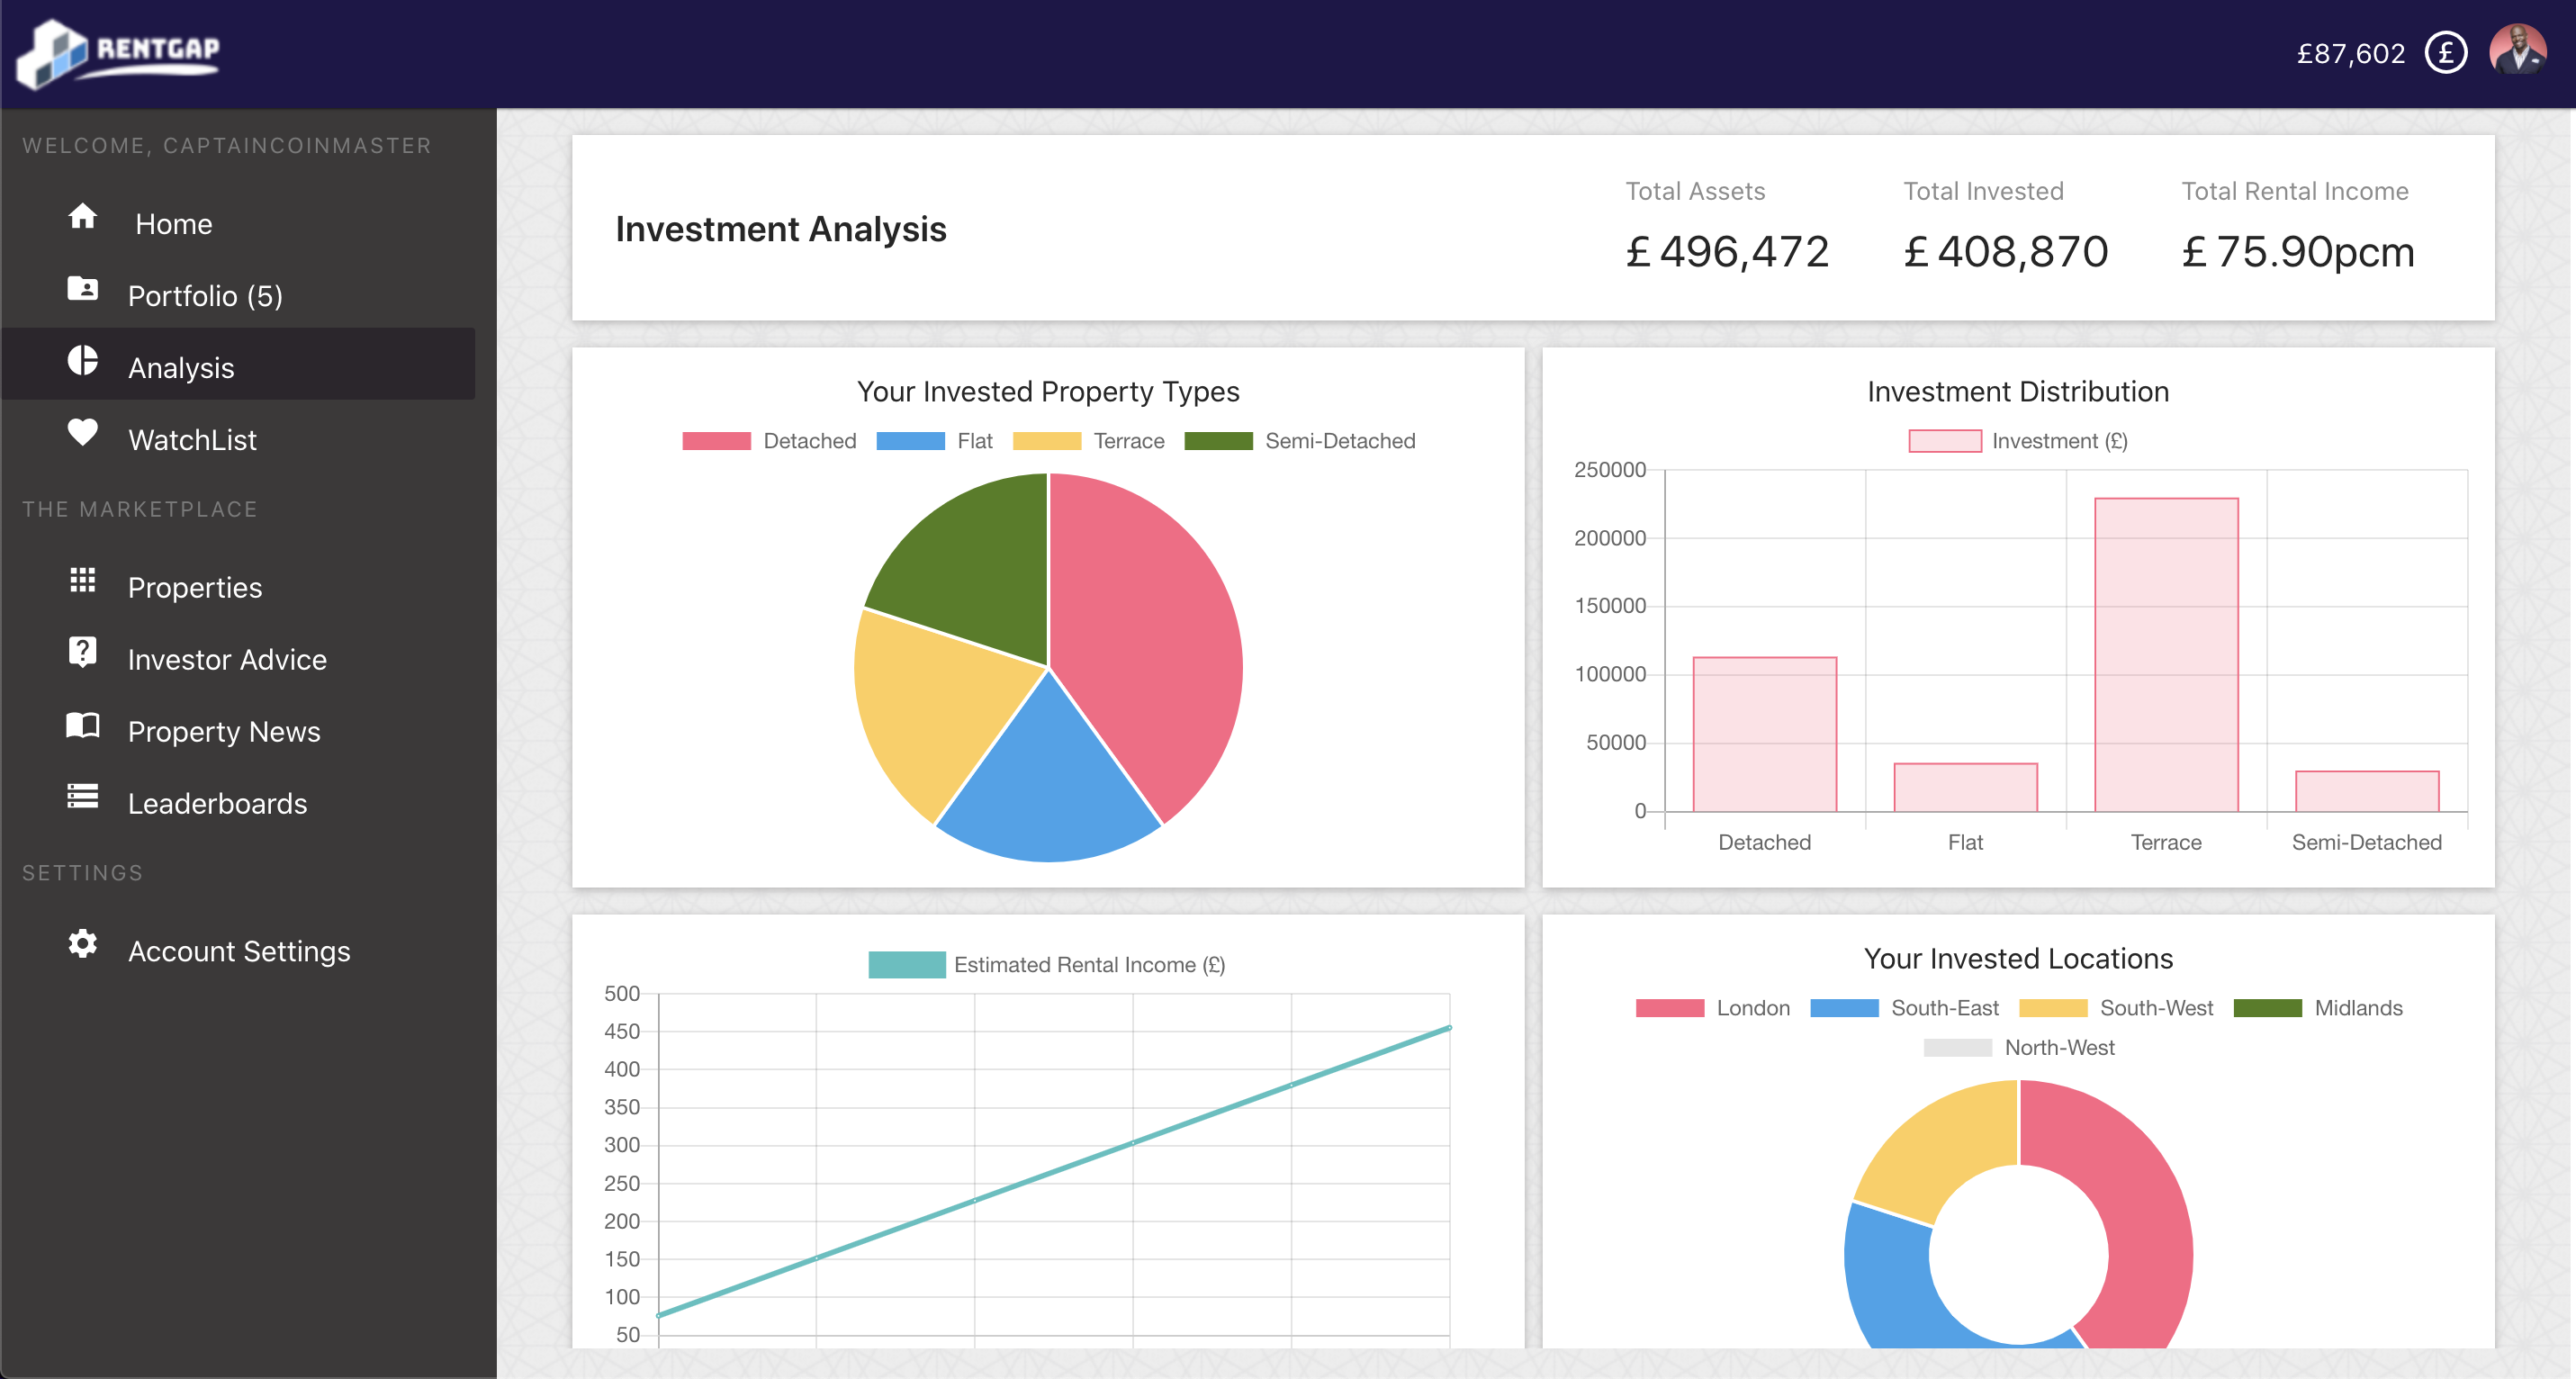 RENTGAP
£87,602
£
WELCOME, CAPTAINCOINMASTER
Home
Portfolio (5)
Analysis
WatchList
THE MARKETPLACE
Properties
?
Investor Advice
Property News
Leaderboards
SETTINGS
Account Settings
Investment Analysis
Total Assets
£ 496,472
Total Invested
£ 408,870
Total Rental Income
£ 75.90pcm
Your Invested Property Types
Detached Flat Terrace Semi-Detached
Investment Distribution
Investment (£)
250000
200000
150000
100000
50000
0
Detached Flat Terrace Semi-Detached
Estimated Rental Income (£)
500
450
400
350
300
250
200
150
100
50
Your Invested Locations
London South-East South-West Midlands
North-West